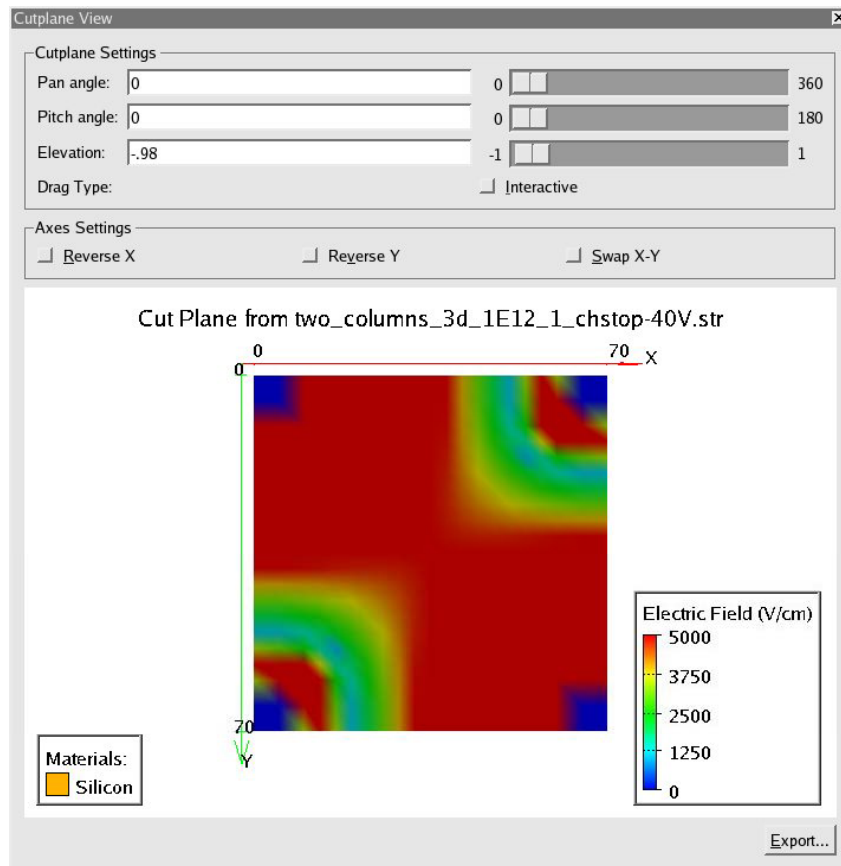 Cutplane View
Cutplane Settings
Pan angle: 0 0 360
Pitch angle: 0 0 180
Elevation: -.98 -1 1
Drag Type: Interactive
Axes Settings
Reverse X Reverse Y Swap X-Y
Cut Plane from two_columns_3d_1E12_1_chstop-40V.str
0 70 X
0
70
Y
Electric Field (V/cm)
5000
3750
2500
1250
0
Materials:
Silicon
Export...